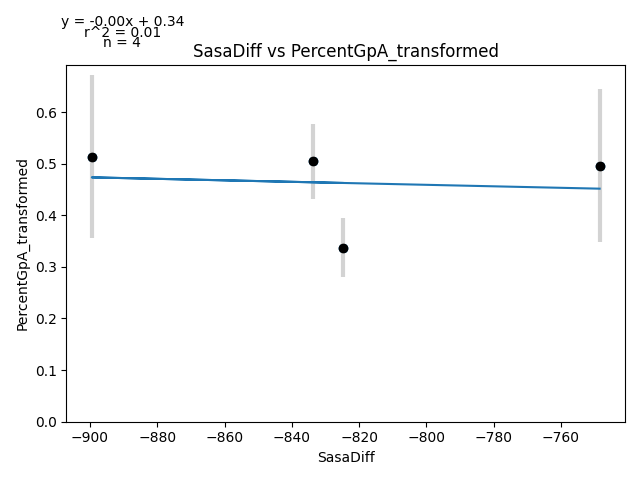 y = -0.00x + 0.34
r^2 = 0.01
n = 4
SasaDiff vs PercentGpA_transformed
PercentGpA_transformed
0.6
0.5
0.4
0.3
0.2
0.1
0.0
−900 −880 −860 −840 −820 −800 −780 −760
SasaDiff